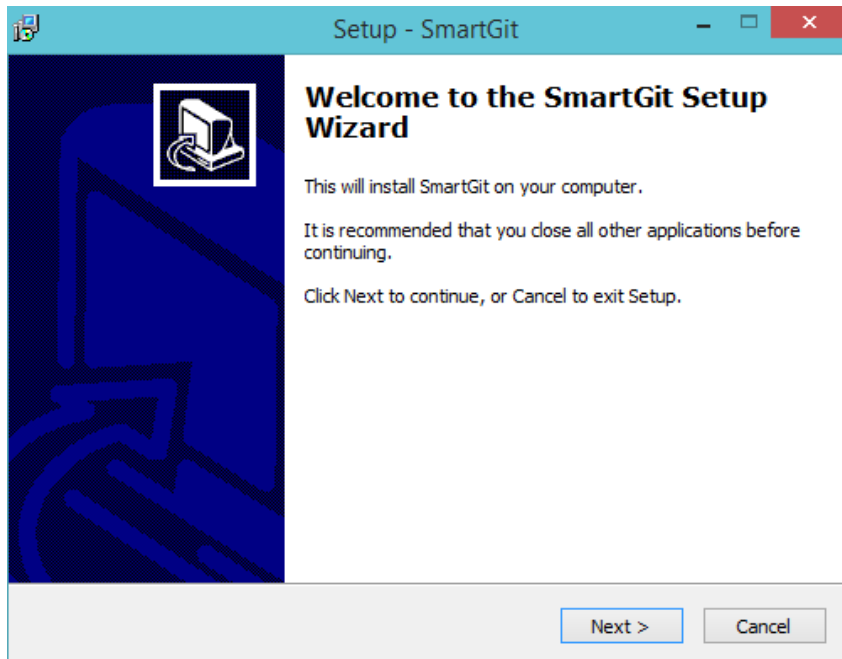 Setup - SmartGit
Welcome to the SmartGit Setup
Wizard
This will install SmartGit on your computer.
It is recommended that you close all other applications before
continuing.
Click Next to continue, or Cancel to exit Setup.
Next >
Cancel